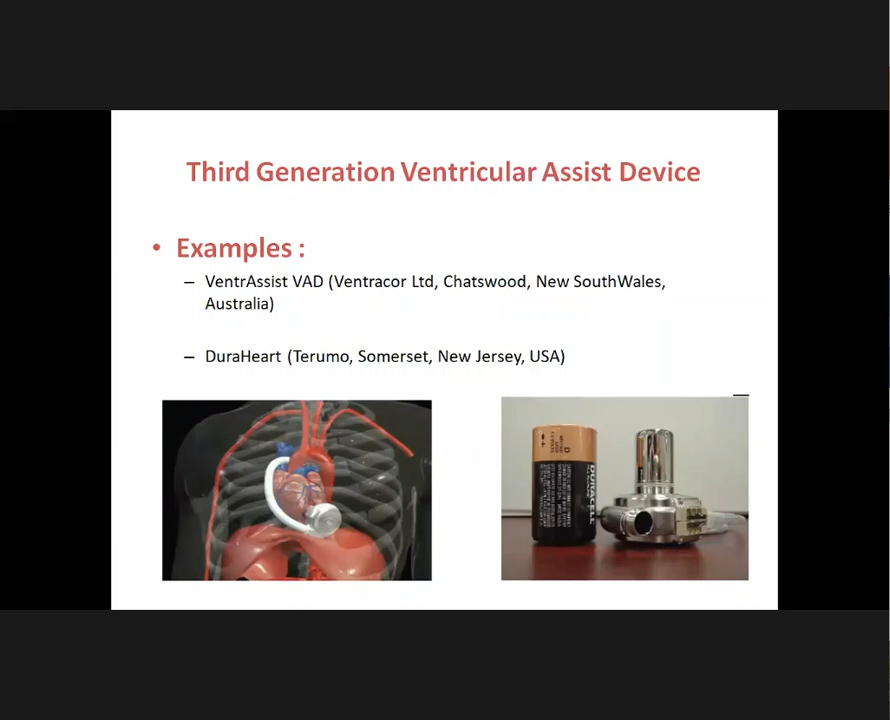 Third Generation Ventricular Assist Device
• Examples :
– VentrAssist VAD (Ventracor Ltd, Chatswood, New SouthWales,
Australia)
– DuraHeart (Terumo, Somerset, New Jersey, USA)
D
DURACELL